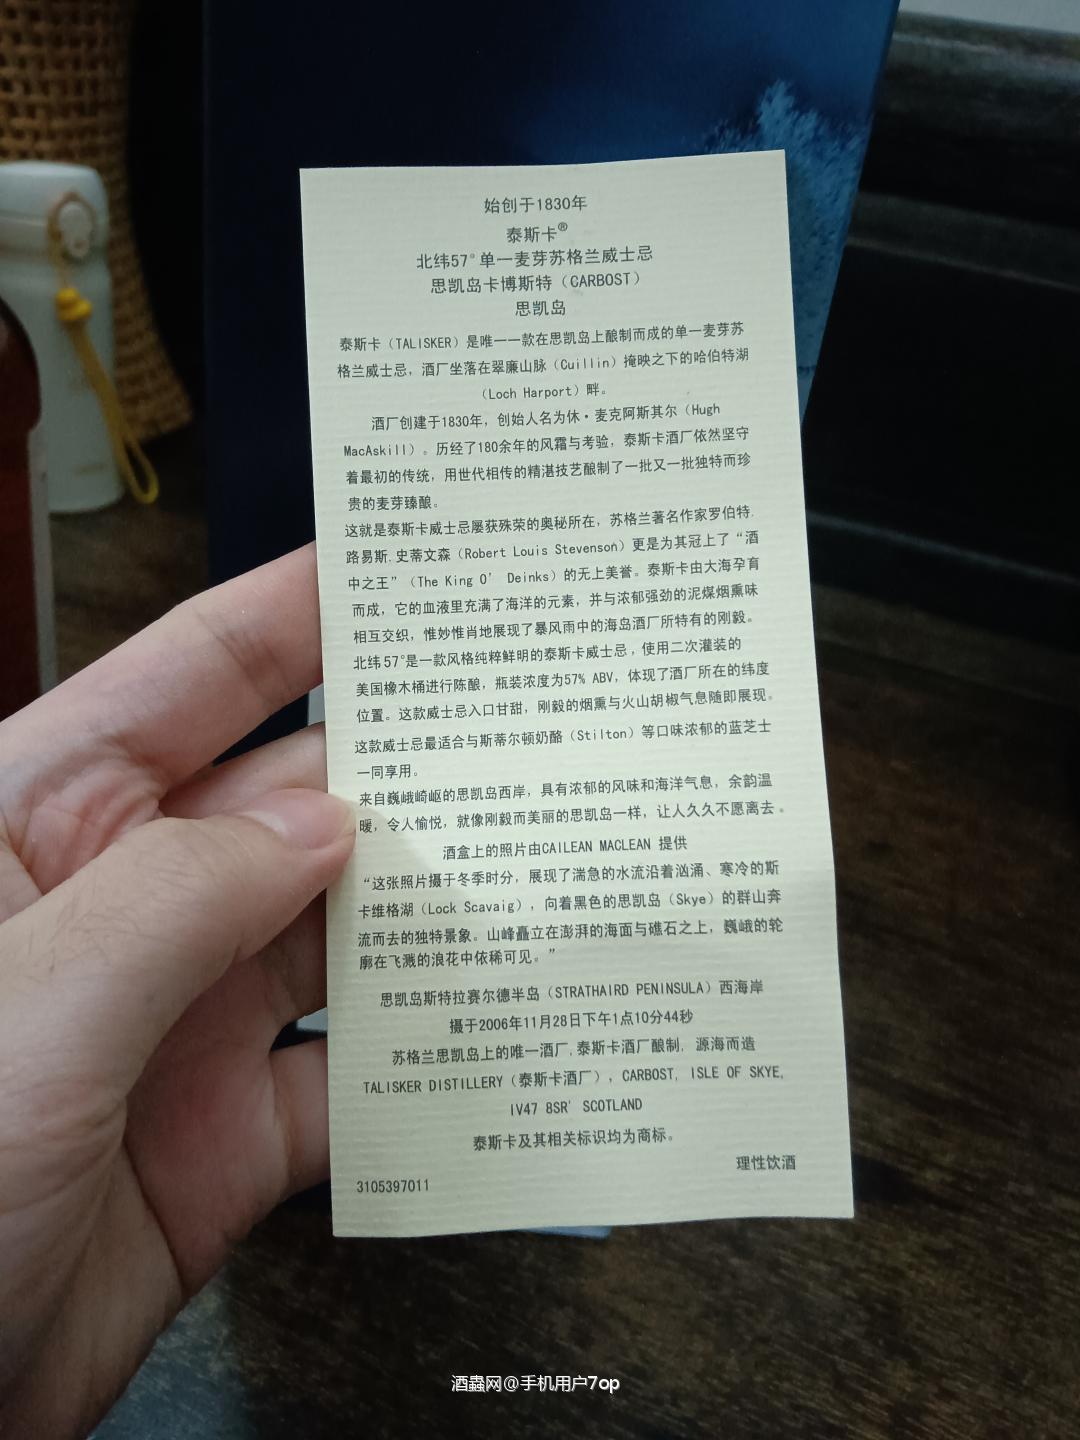 始创于1830年
泰斯卡®
北纬57°单一麦芽苏格兰威士忌
思凯岛卡博斯特（CARBOST）
思凯岛
泰斯卡（TALISKER）是唯一一款在思凯岛上酿制而成的单一麦芽苏
格兰威士忌，酒厂坐落在翠廉山脉（Cuillin）掩映之下的哈伯特湖
（Loch Harport）畔。
酒厂创建于1830年，创始人名为休·麦克阿斯其尔（Hugh
MacAskill）。历经了180余年的风霜与考验，泰斯卡酒厂依然坚守
着最初的传统，用世代相传的精湛技艺酿制了一批又一批独特而珍
贵的麦芽臻酿。
这就是泰斯卡威士忌屡获殊荣的奥秘所在，苏格兰著名作家罗伯特.
路易斯.史蒂文森（Robert Louis Stevenson）更是为其冠上了“酒
中之王”（The King O’ Deinks）的无上美誉。泰斯卡由大海孕育
而成，它的血液里充满了海洋的元素，并与浓郁强劲的泥煤烟熏味
相互交织，惟妙惟肖地展现了暴风雨中的海岛酒厂所特有的刚毅。
北纬57°是一款风格纯粹鲜明的泰斯卡威士忌，使用二次灌装的
美国橡木桶进行陈酿，瓶装浓度为57% ABV，体现了酒厂所在的纬度
位置。这款威士忌入口甘甜，刚毅的烟熏与火山胡椒气息随即展现。
这款威士忌最适合与斯蒂尔顿奶酪（Stilton）等口味浓郁的蓝芝士
一同享用。
来自巍峨崎岖的思凯岛西岸，具有浓郁的风味和海洋气息，余韵温
暖，令人愉悦，就像刚毅而美丽的思凯岛一样，让人久久不愿离去。
酒盒上的照片由CAILEAN MACLEAN 提供
“这张照片摄于冬季时分，展现了湍急的水流沿着汹涌、寒冷的斯
卡维格湖（Lock Scavaig），向着黑色的思凯岛（Skye）的群山奔
流而去的独特景象。山峰矗立在澎湃的海面与礁石之上，巍峨的轮
廓在飞溅的浪花中依稀可见。”
思凯岛斯特拉赛尔德半岛（STRATHAIRD PENINSULA）西海岸
摄于2006年11月28日下午1点10分44秒
苏格兰思凯岛上的唯一酒厂，泰斯卡酒厂酿制，源海而造
TALISKER DISTILLERY（泰斯卡酒厂），CARBOST, ISLE OF SKYE,
IV47 8SR' SCOTLAND
泰斯卡及其相关标识均为商标。
理性饮酒
3105397011
酒蟲网@手机用户7op